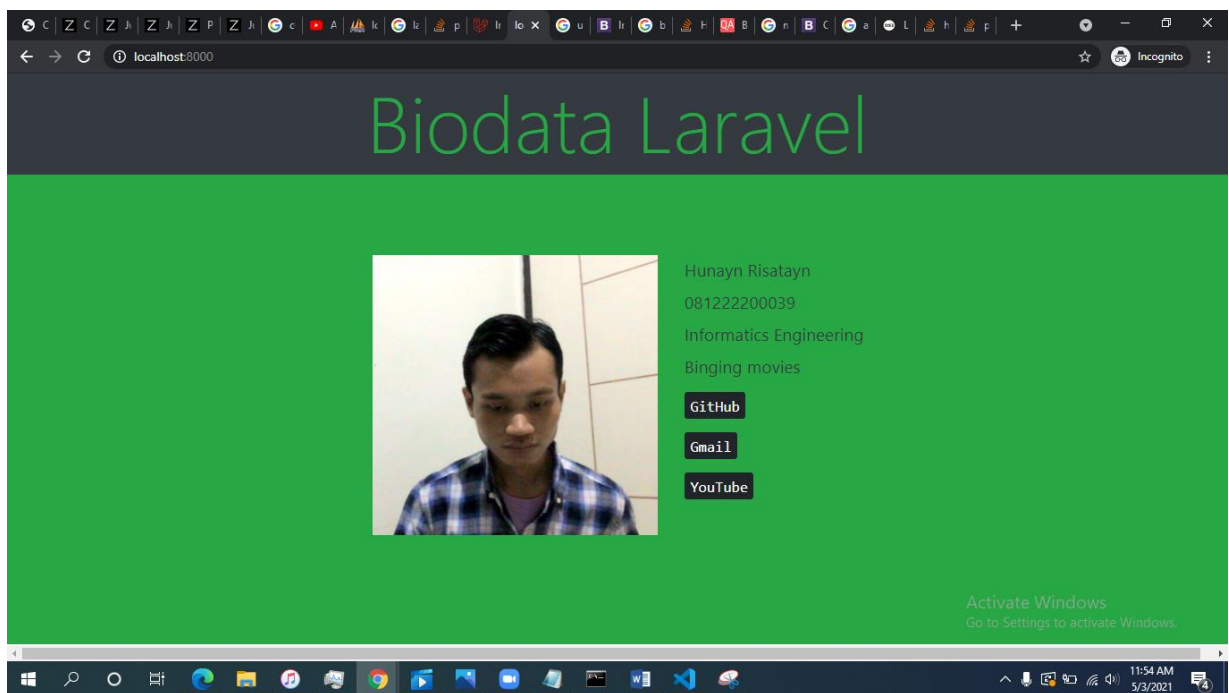 localhost:8000
Incognito
Biodata Laravel
Hunayn Risatayn
081222200039
Informatics Engineering
Binging movies
GitHub
Gmail
YouTube
Activate Windows
Go to Settings to activate Windows.
11:54 AM
5/3/2021